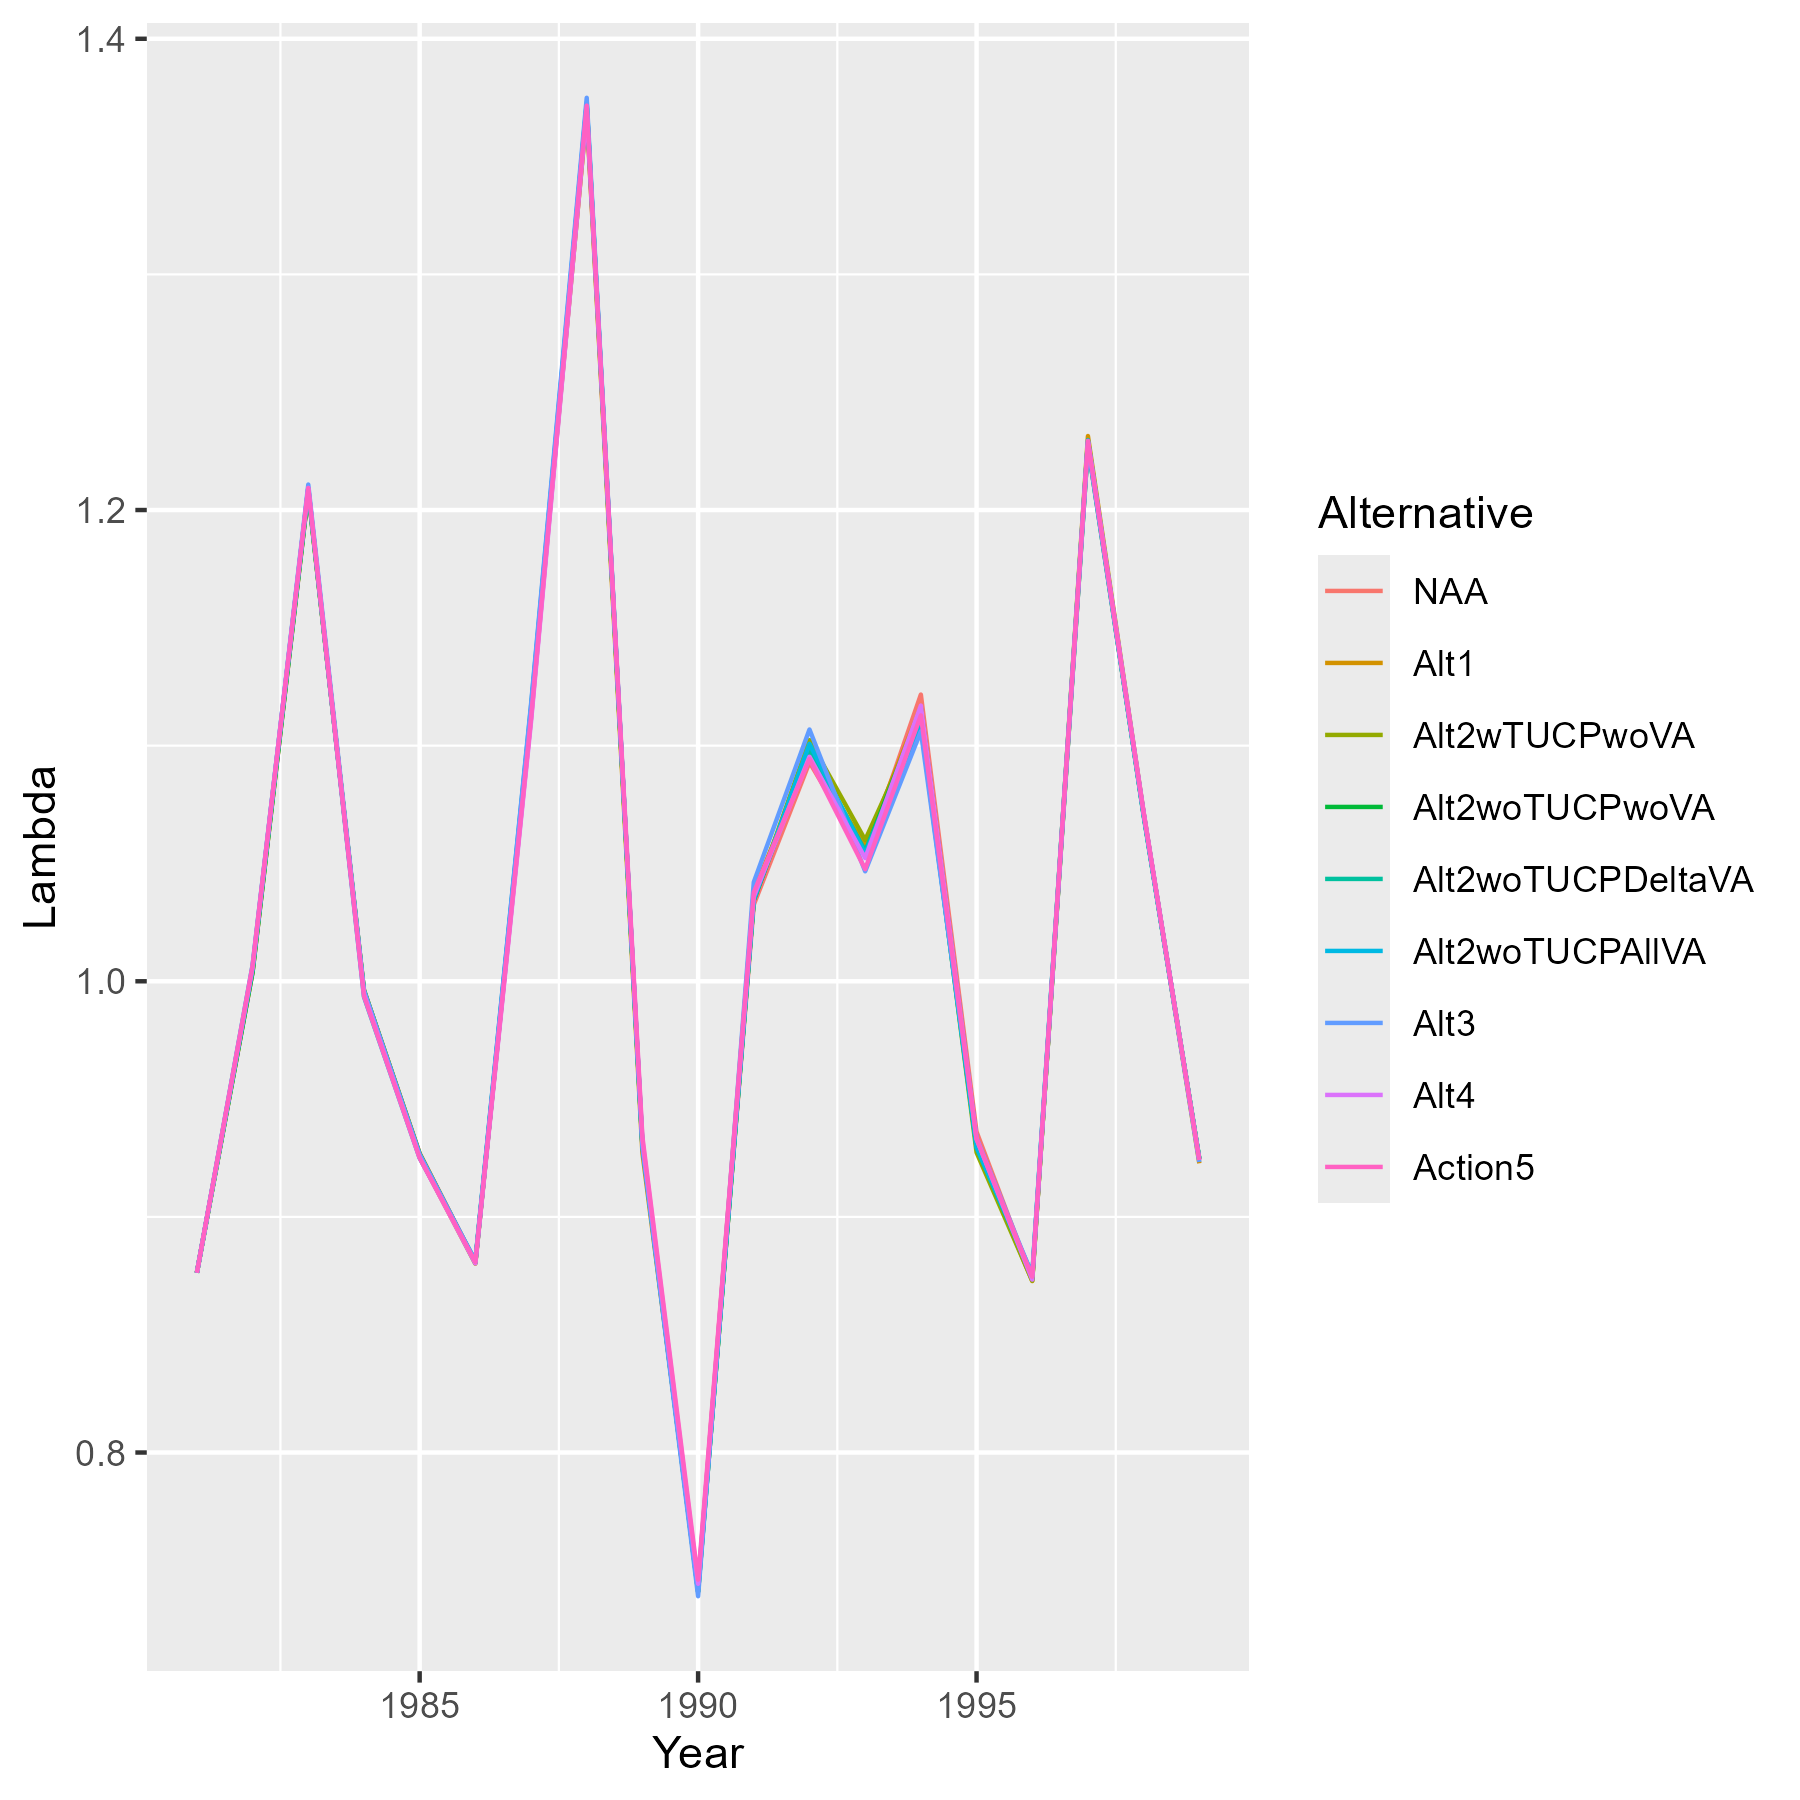 1.4
1.2
1.0
0.8
Lambda
1985
1990
1995
Year
Alternative
NAA
Alt1
Alt2wTUCPwoVA
Alt2woTUCPwoVA
Alt2woTUCPDeltaVA
Alt2woTUCPAllVA
Alt3
Alt4
Action5